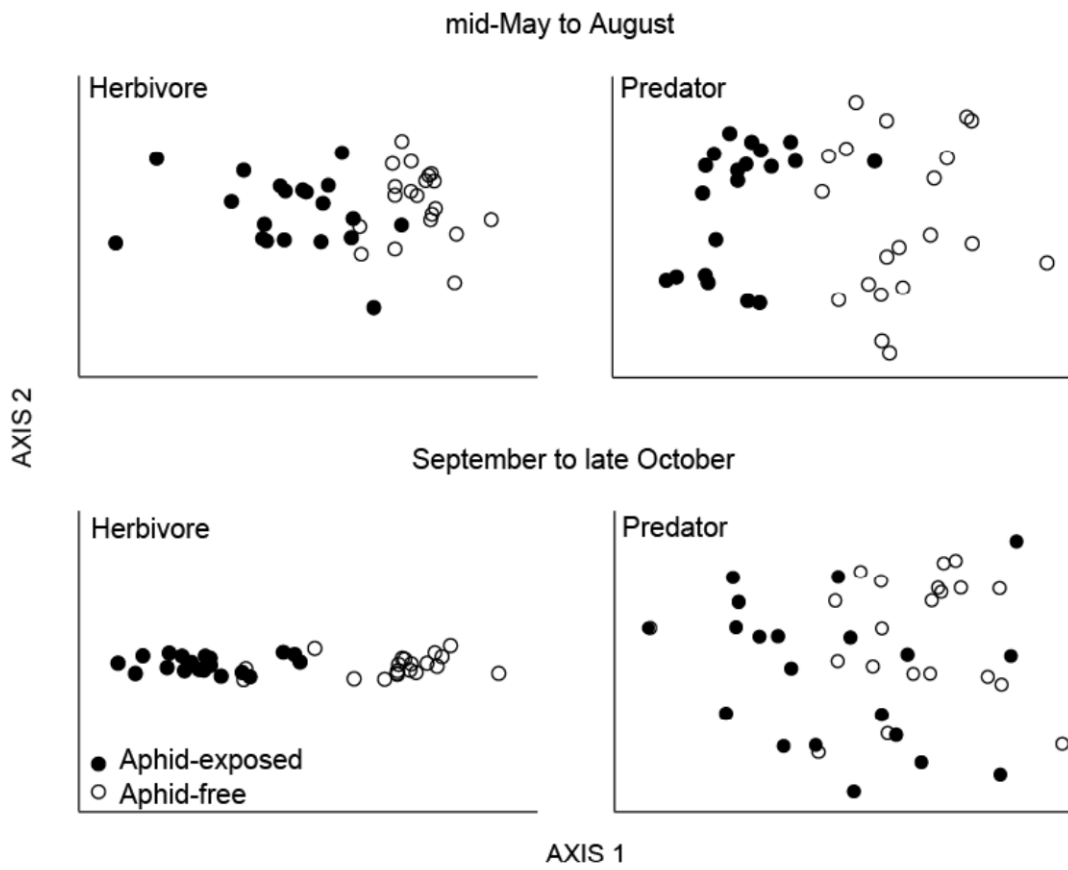 mid-May to August
Herbivore
Predator
AXIS 2
September to late October
Herbivore
Predator
Aphid-exposed
Aphid-free
AXIS 1